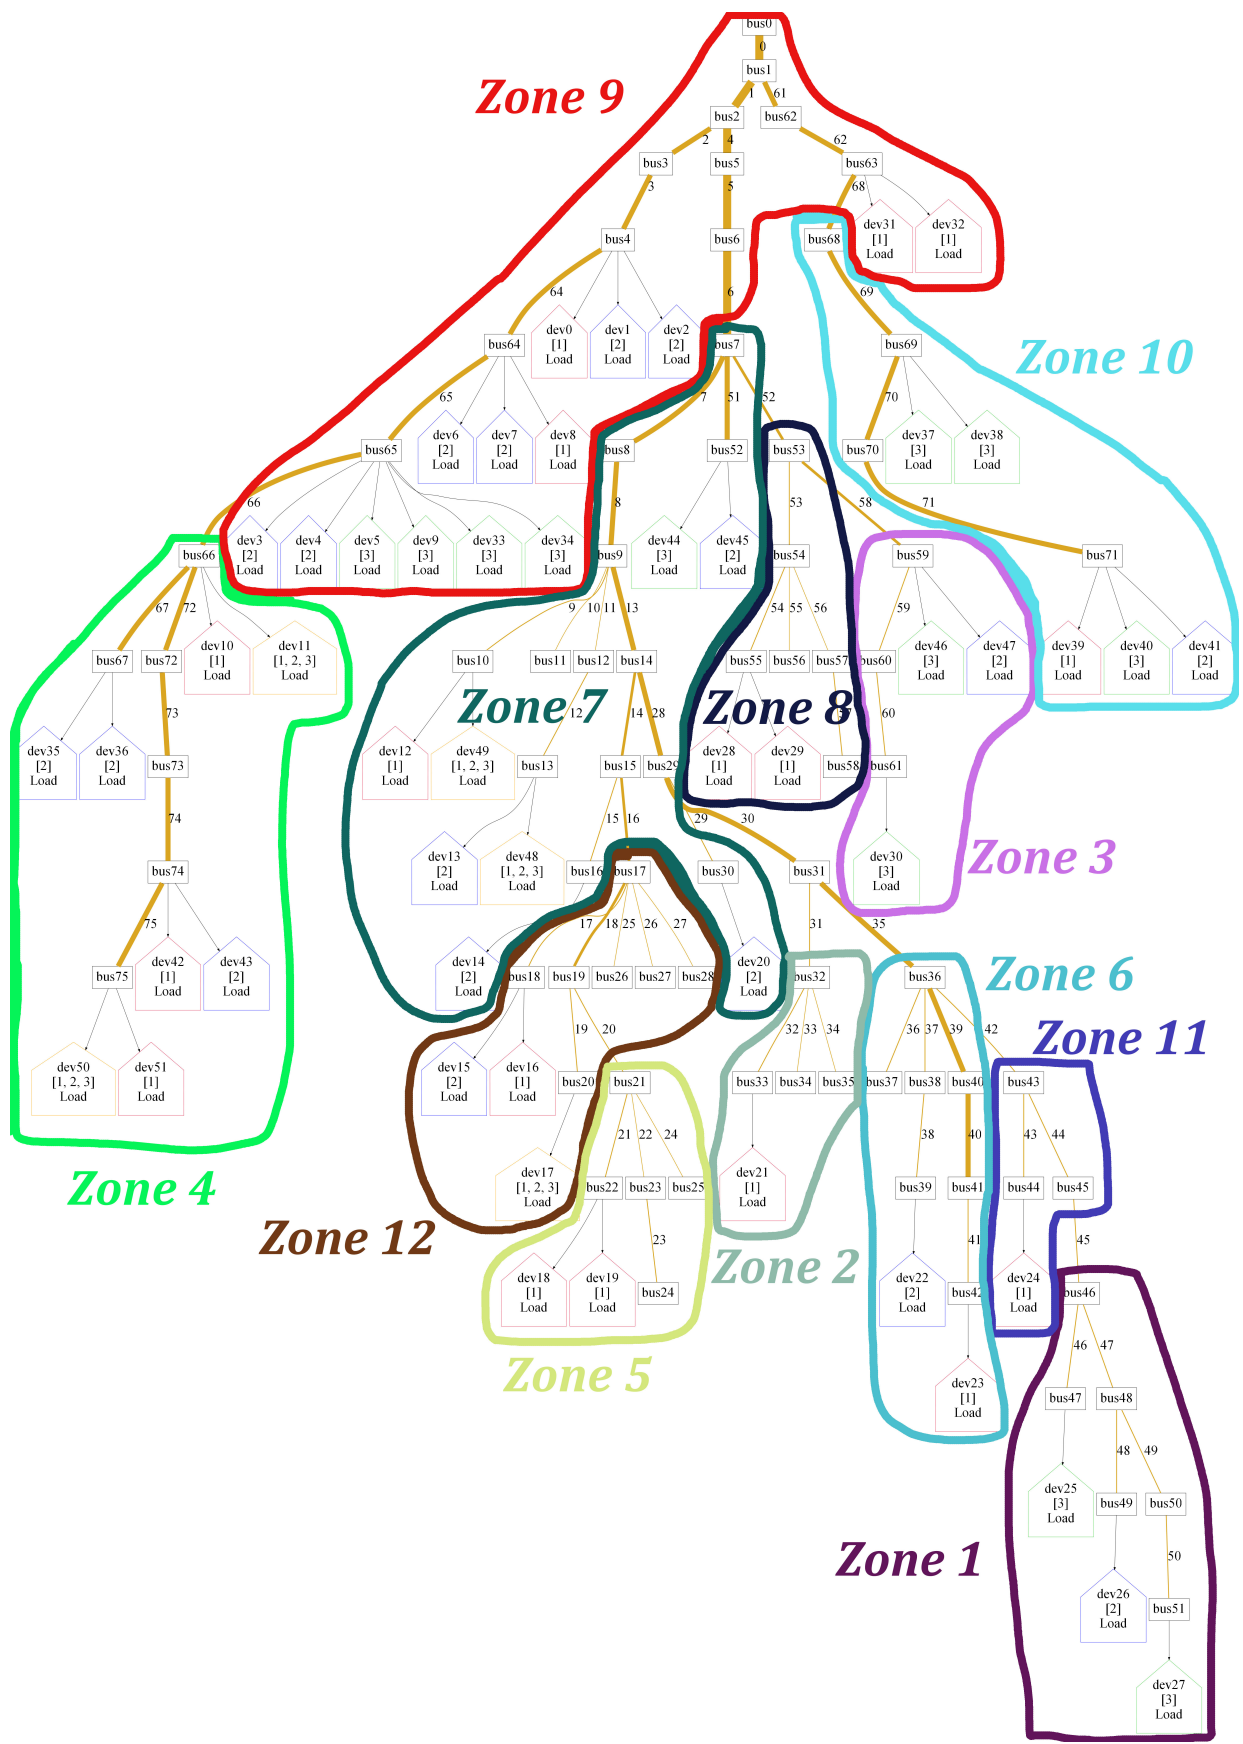 bus0
0
bus1
Zone 9
1
61
bus2
bus62
2
4
62
bus3
bus5
bus63
3
5
68
dev31
[1]
Load
dev32
[1]
Load
bus4
bus6
bus68
64
6
69
dev0
[1]
Load
dev1
[2]
Load
dev2
[2]
Load
bus64
bus7
bus69
Zone 10
65
7
51
52
70
dev6
[2]
Load
dev7
[2]
Load
dev8
[1]
Load
dev37
[3]
Load
dev38
[3]
Load
bus65
bus8
bus52
bus53
bus70
66
8
53
58
71
dev3
[2]
Load
dev4
[2]
Load
dev5
[3]
Load
dev9
[3]
Load
dev33
[3]
Load
dev34
[3]
Load
dev44
[3]
Load
dev45
[2]
Load
bus66
bus9
bus54
bus59
bus71
67
72
9
10
11
13
54
55
56
59
dev10
[1]
Load
dev11
[1, 2, 3]
Load
dev46
[3]
Load
dev47
[2]
Load
dev39
[1]
Load
dev40
[3]
Load
dev41
[2]
Load
bus67
bus72
bus10
bus11
bus12
bus14
bus55
bus56
bus57
bus60
Zone 7
Zone 8
73
12
14
28
57
60
dev35
[2]
Load
dev36
[2]
Load
dev12
[1]
Load
dev49
[1, 2, 3]
Load
dev28
[1]
Load
dev29
[1]
Load
bus73
bus13
bus15
bus29
bus58
bus61
74
15
16
29
30
Zone 3
dev13
[2]
Load
dev48
[1, 2, 3]
Load
dev30
[3]
Load
bus74
bus16
bus17
bus30
bus31
75
17
18
25
26
27
31
35
dev42
[1]
Load
dev43
[2]
Load
dev14
[2]
Load
dev20
[2]
Load
bus75
bus18
bus19
bus26
bus27
bus28
bus32
bus36
Zone 6
19
20
32
33
34
36
37
39
42
Zone 11
dev50
[1, 2, 3]
Load
dev51
[1]
Load
dev15
[2]
Load
dev16
[1]
Load
bus20
bus21
bus33
bus34
bus35
bus37
bus38
bus40
bus43
21
22
24
38
40
43
44
Zone 4
dev17
[1, 2, 3]
Load
dev21
[1]
Load
bus22
bus23
bus25
bus39
bus41
bus44
bus45
Zone 12
23
41
45
Zone 2
dev18
[1]
Load
dev19
[1]
Load
bus24
dev22
[2]
Load
bus42
dev24
[1]
Load
bus46
46
47
Zone 5
dev23
[1]
Load
bus47
bus48
48
49
dev25
[3]
Load
bus49
bus50
Zone 1
50
dev26
[2]
Load
bus51
dev27
[3]
Load